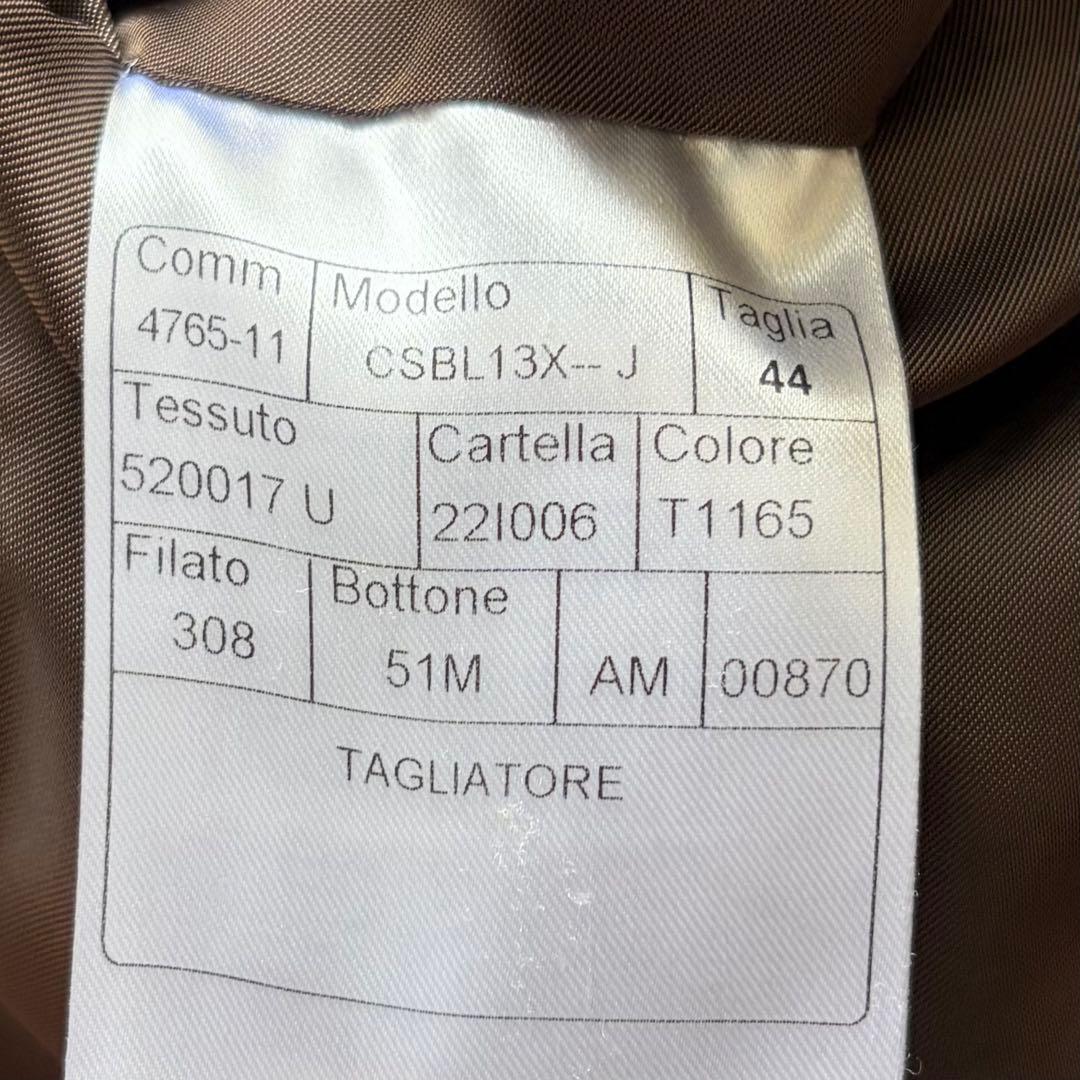 Comm Modello Taglia
4765-11 CSBL13X-- J 44
Tessuto Cartella Colore
520017 U 22I006 T1165
Filato Bottone
308 51M AM 00870
TAGLIATORE